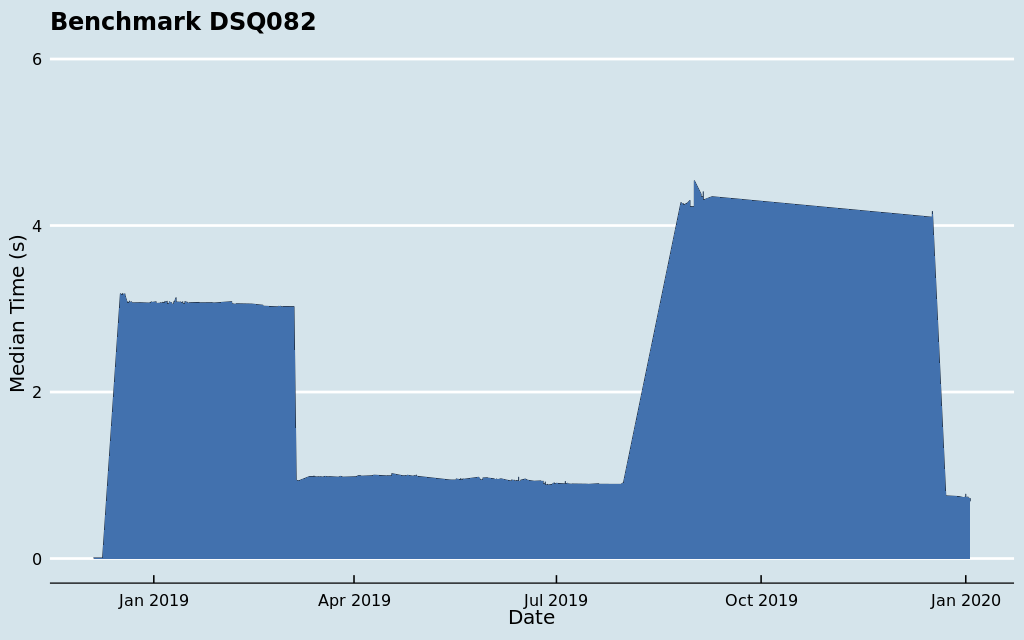 Benchmark DSQ082
6
4
2
0
Median Time (s)
Jan 2019
Apr 2019
Jul 2019
Oct 2019
Jan 2020
Date